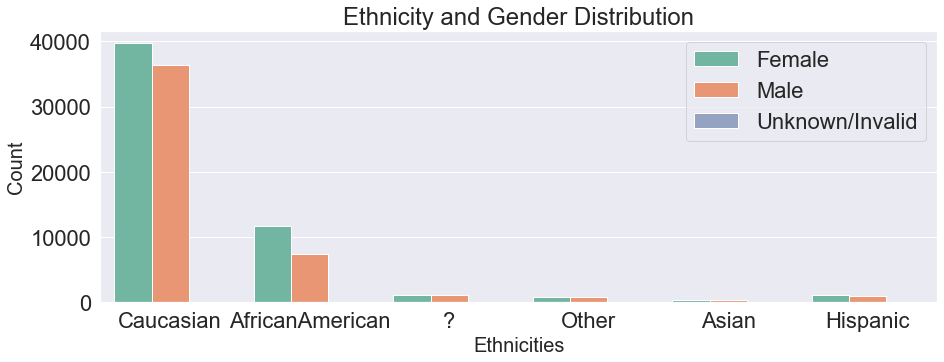 Ethnicity and Gender Distribution
40000
30000
20000
10000
0
Count
Female
Male
Unknown/Invalid
Caucasian AfricanAmerican ? Other Asian Hispanic
Ethnicities